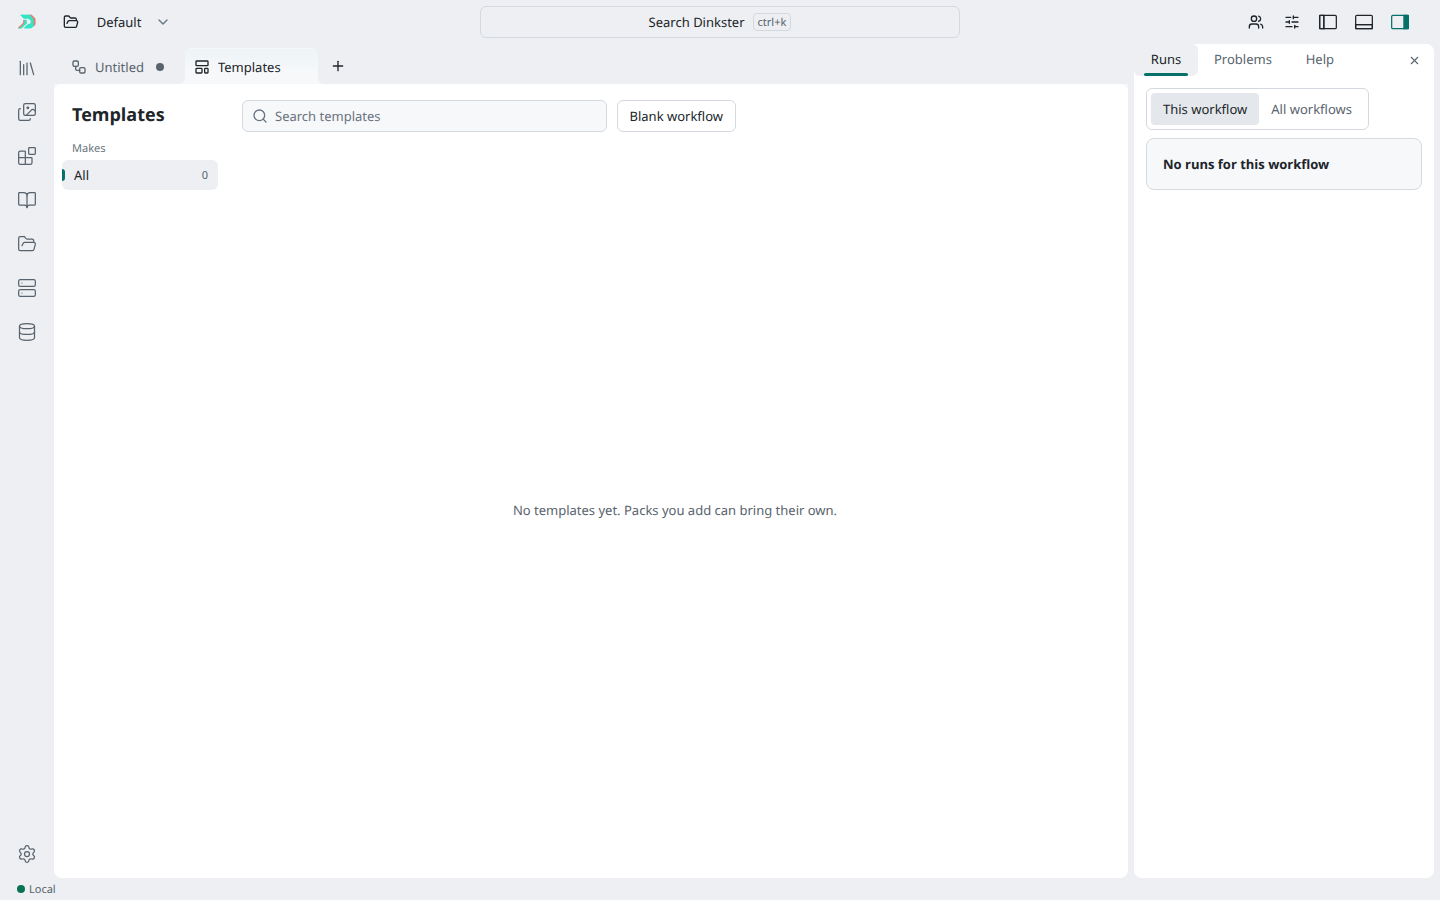 Default
Search Dinkster ctrl+k
Untitled
Templates
Runs
Problems
Help
Templates
Search templates
Blank workflow
This workflow
All workflows
Makes
All 0
No runs for this workflow
No templates yet. Packs you add can bring their own.
Local